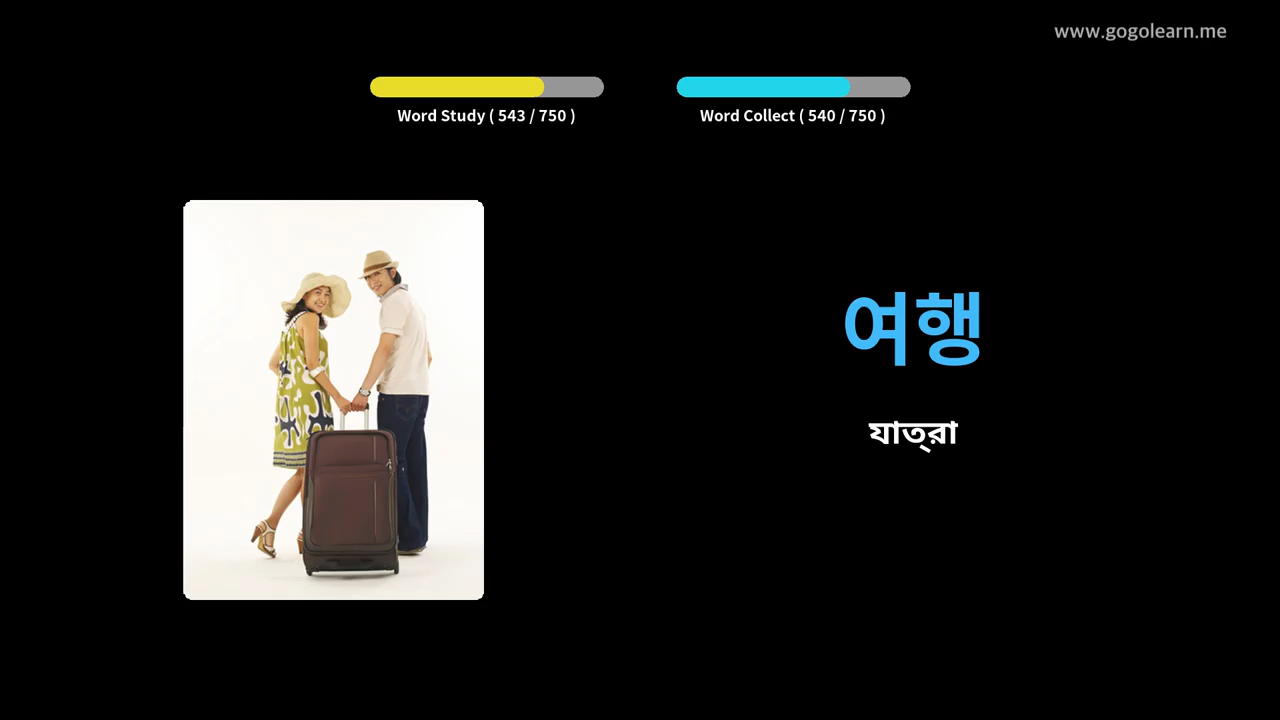 www.gogolearn.me
Word Study ( 543 / 750 )
Word Collect ( 540 / 750 )
여행
যাত্‌রা